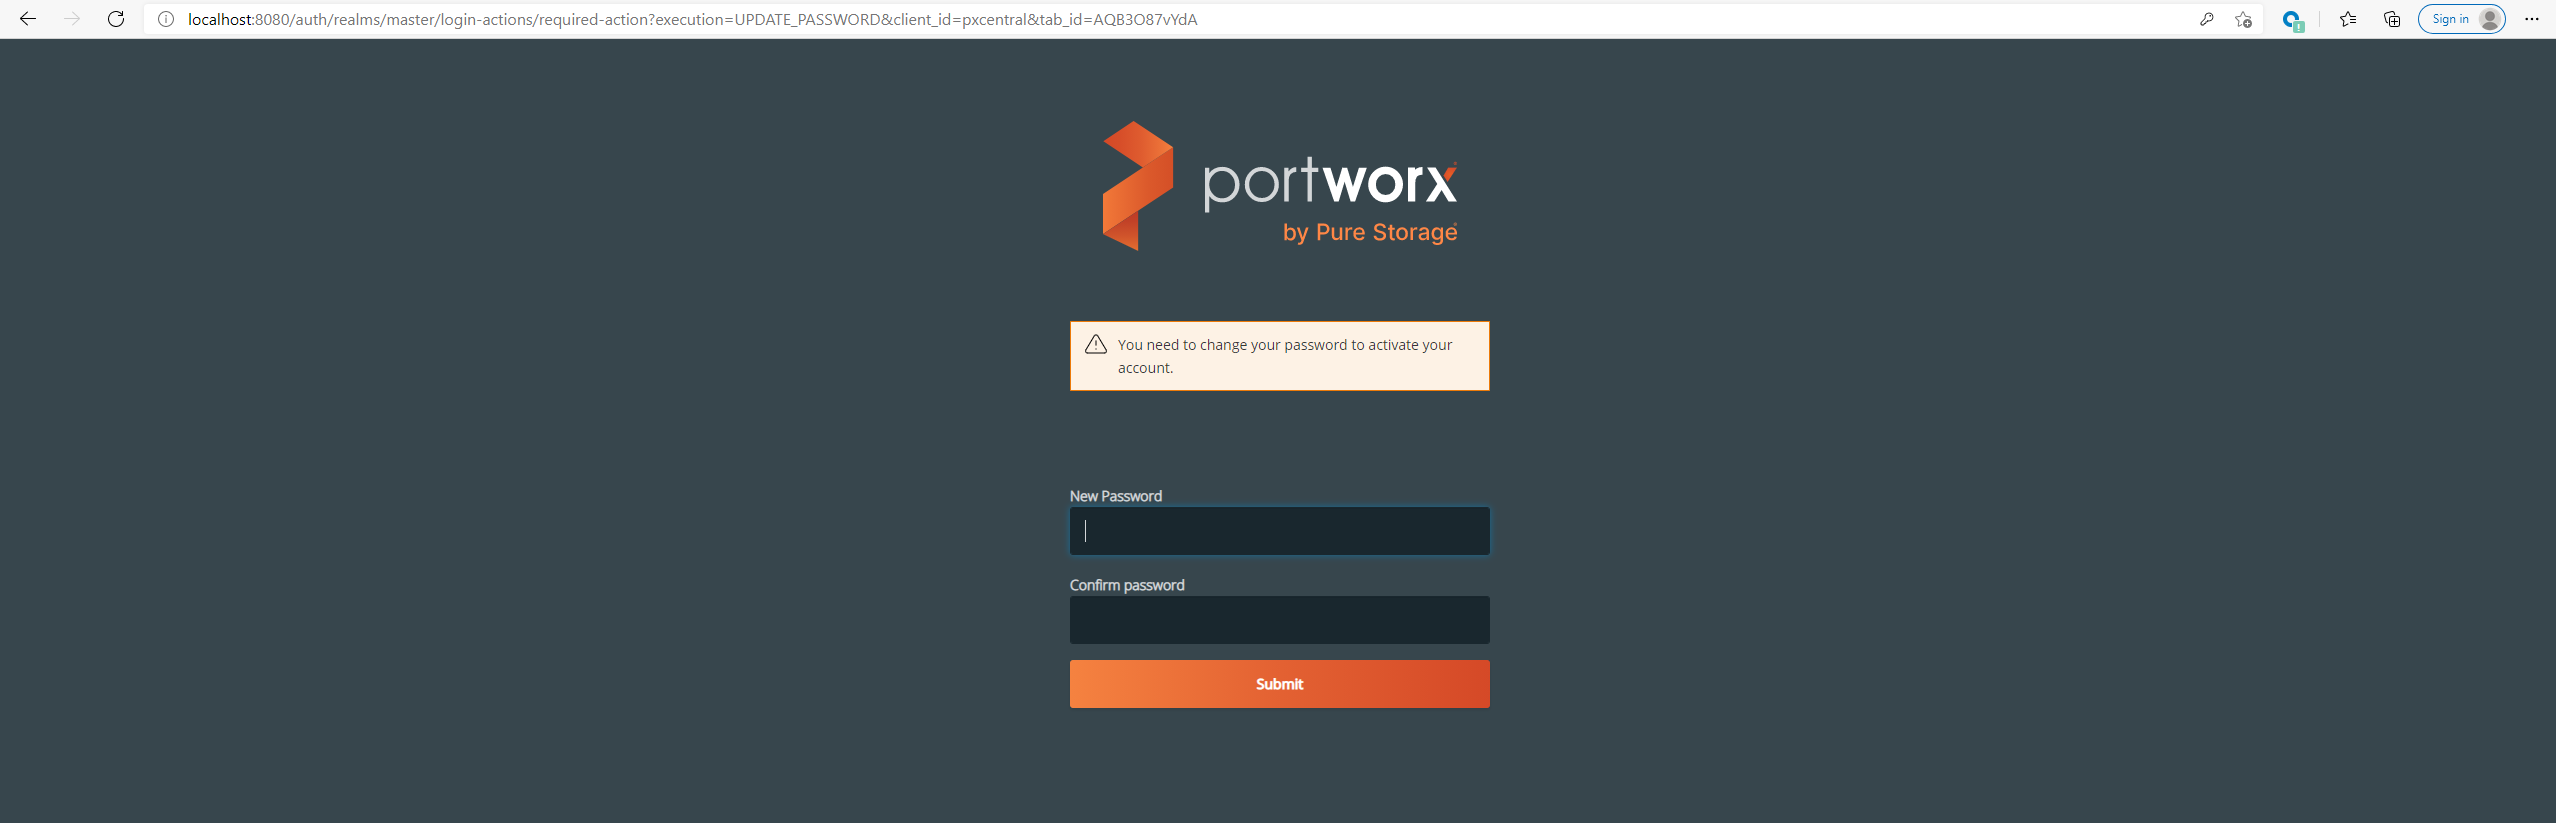 localhost:8080/auth/realms/master/login-actions/required-action?execution=UPDATE_PASSWORD&client_id=pxcentral&tab_id=AQB3O87vYdA
Sign in
portworx
by Pure Storage
You need to change your password to activate your
account.
New Password
Confirm password
Submit